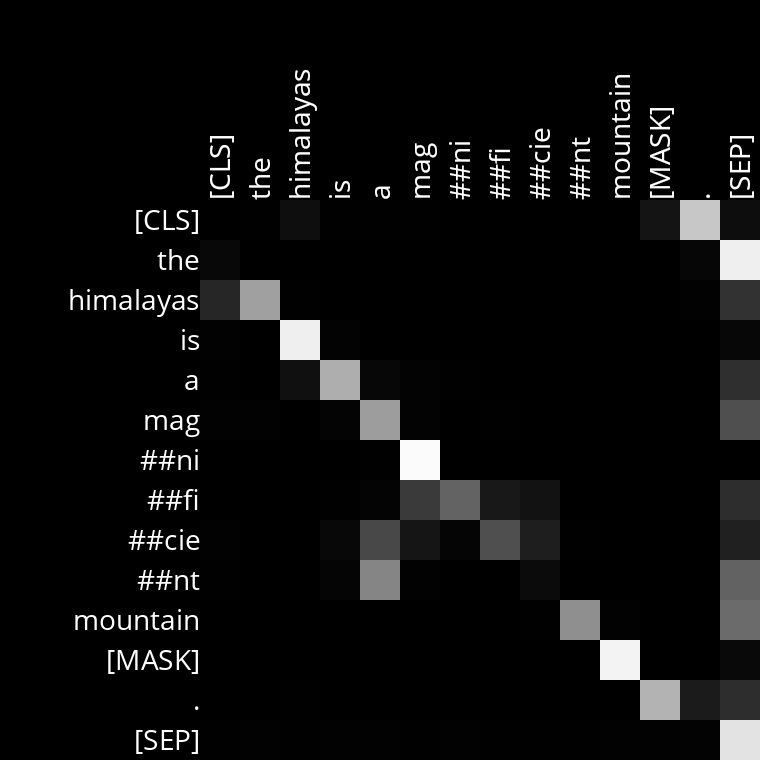 [CLS]
the
himalayas
is
a
mag
##ni
##fi
##cie
##nt
mountain
[MASK]
.
[SEP]
[CLS]
the
himalayas
is
a
mag
##ni
##fi
##cie
##nt
mountain
[MASK]
.
[SEP]